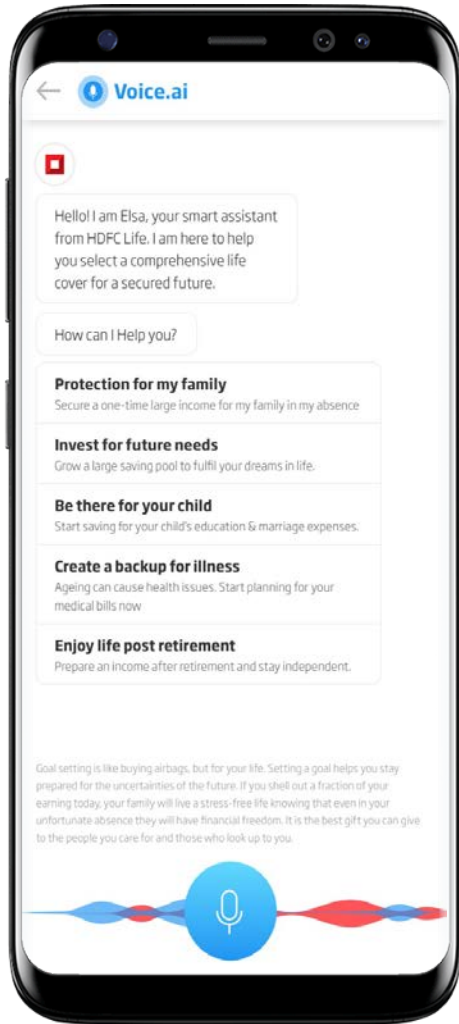 Voice.ai
Hello! I am Elsa, your smart assistant
from HDFC Life. I am here to help
you select a comprehensive life
cover for a secured future.
How can I Help you?
Protection for my family
Secure a one-time large income for my family in my absence
Invest for future needs
Grow a large saving pool to fulfil your dreams in life.
Be there for your child
Start saving for your child's education & marriage expenses.
Create a backup for illness
Ageing can cause health issues. Start planning for your
medical bills now
Enjoy life post retirement
Prepare an income after retirement and stay independent.
Goal setting is like buying airbags, but for your life. Setting a goal helps you stay
prepared for the uncertainties of the future. If you shell out a fraction of your
earning today, your family will live a stress-free life knowing that even in your
unfortunate absence they will have financial freedom. It is the best gift you can give
to the people you care for and those who look up to you.